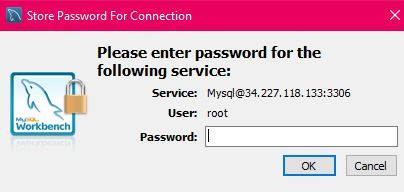 Store Password For Connection
Please enter password for the
following service:
Service: Mysql@34.227.118.133:3306
User: root
Password:
MySQL
Workbench
OK Cancel